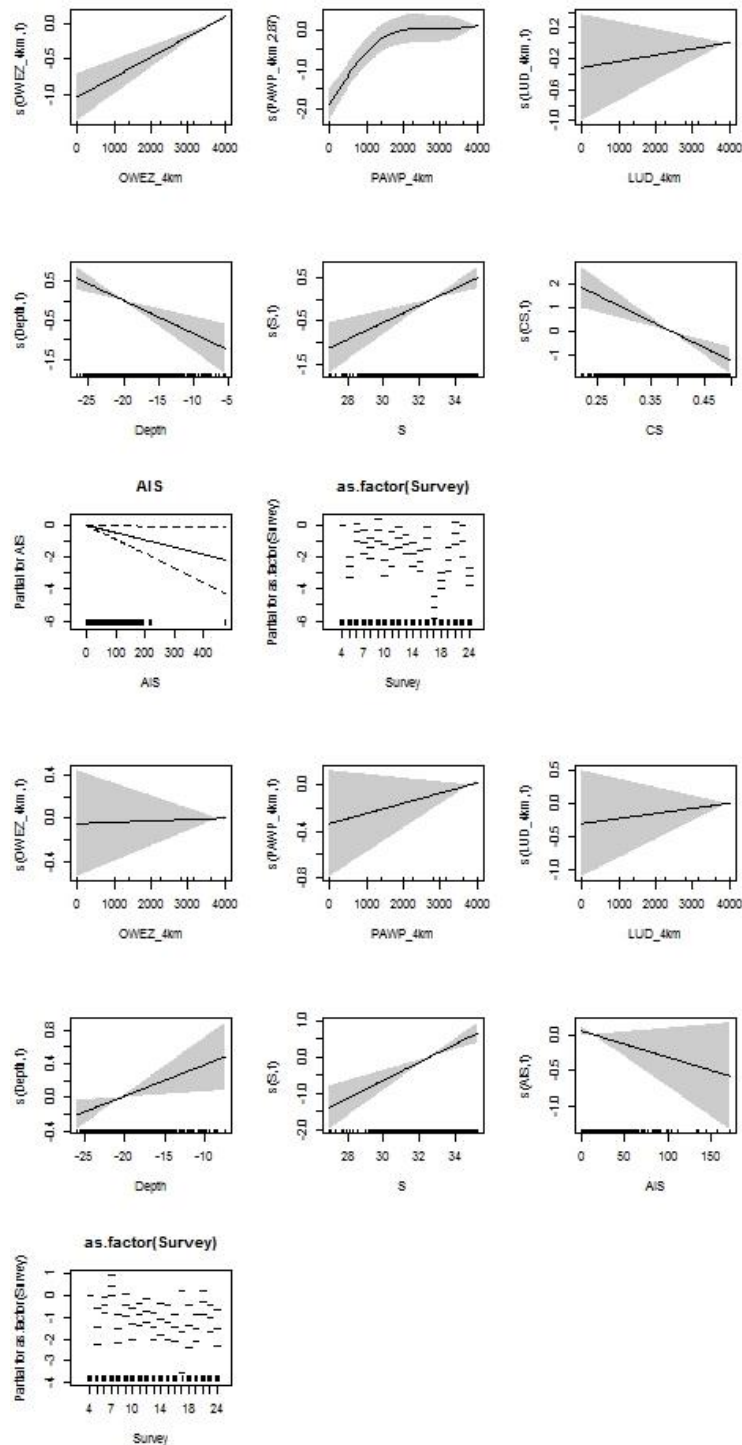 s(OWEZ_4km,1)
0.0
-0.5
-1.0
0 1000 2000 3000 4000
OWEZ_4km
s(PAWP_4km,2.87)
0.0
-1.0
-2.0
0 1000 2000 3000 4000
PAWP_4km
s(LUD_4km,1)
0.2
-0.2
-0.6
-1.0
0 1000 2000 3000 4000
LUD_4km
s(Depth,1)
0.5
-0.5
-1.5
-25 -20 -15 -10 -5
Depth
s(S,1)
0.5
-0.5
-1.5
28 30 32 34
S
s(CS,1)
2
1
0
-1
0.25 0.35 0.45
CS
AIS
Partial for AIS
0
-2
-4
-6
0 100 200 300 400
AIS
as.factor(Survey)
Partial for as.factor(Survey)
0
-2
-4
-6
4 7 10 14 18 24
Survey
s(OWEZ_4km,1)
0.4
0.0
-0.4
0 1000 2000 3000 4000
OWEZ_4km
s(PAWP_4km,1)
0.0
-0.4
-0.8
0 1000 2000 3000 4000
PAWP_4km
s(LUD_4km,1)
0.5
0.0
-0.5
-1.0
0 1000 2000 3000 4000
LUD_4km
s(Depth,1)
0.8
0.4
0.0
-0.4
-25 -20 -15 -10
Depth
s(S,1)
1.0
0.0
-1.0
-2.0
28 30 32 34
S
s(AIS,1)
0.0
-0.5
-1.0
0 50 100 150
AIS
as.factor(Survey)
Partial for as.factor(Survey)
1
0
-1
-2
-3
-4
4 7 10 14 18 24
Survey